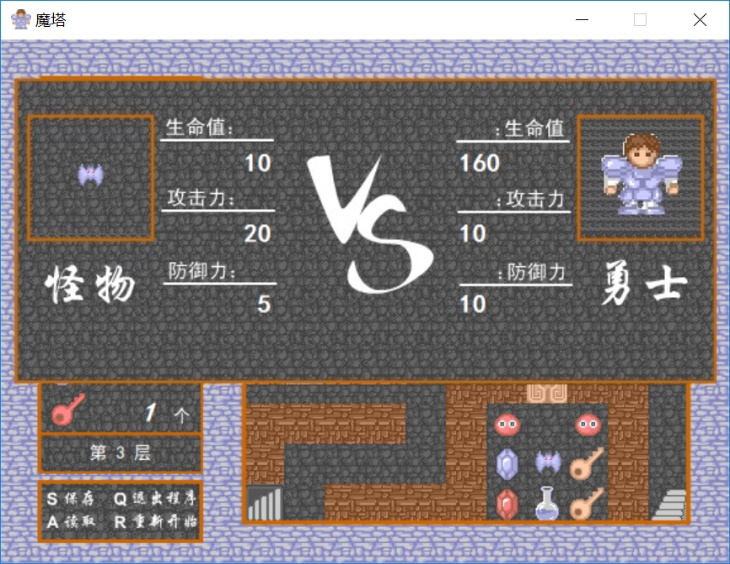 魔塔
生命值：
10
攻击力：
20
防御力：
5
怪物
VS
:生命值
160
:攻击力
10
:防御力
10
勇士
1 个
第 3 层
S 保存 Q 退出程序
A 读取 R 重新开始